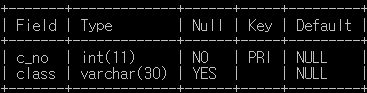 +-------+-------------+------+-----+---------+
| Field | Type        | Null | Key | Default |
+-------+-------------+------+-----+---------+
| c_no  | int(11)     | NO   | PRI | NULL    |
| class | varchar(30) | YES  |     | NULL    |
+-------+-------------+------+-----+---------+